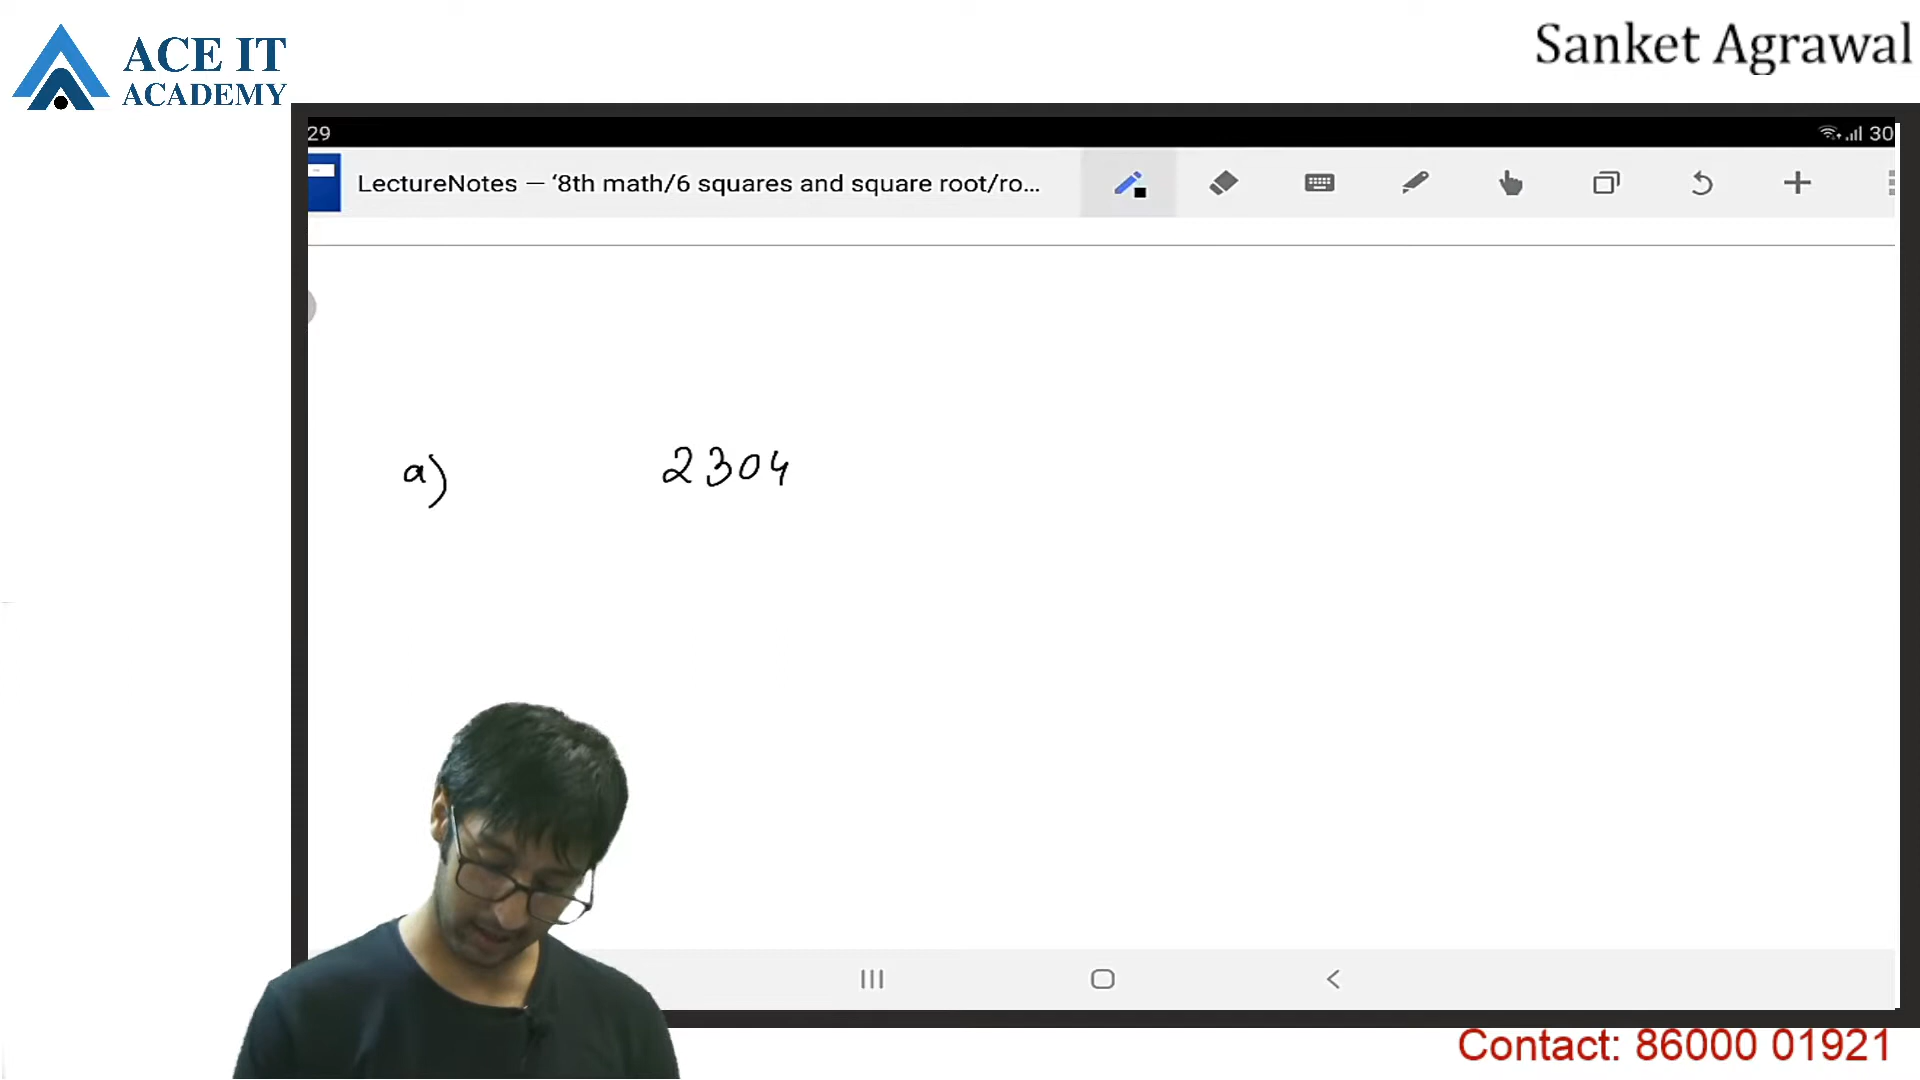 ACE IT
ACADEMY
Sanket Agrawal
29
30
LectureNotes — ‘8th math/6 squares and square root/ro...
a) 2304
Contact: 86000 01921